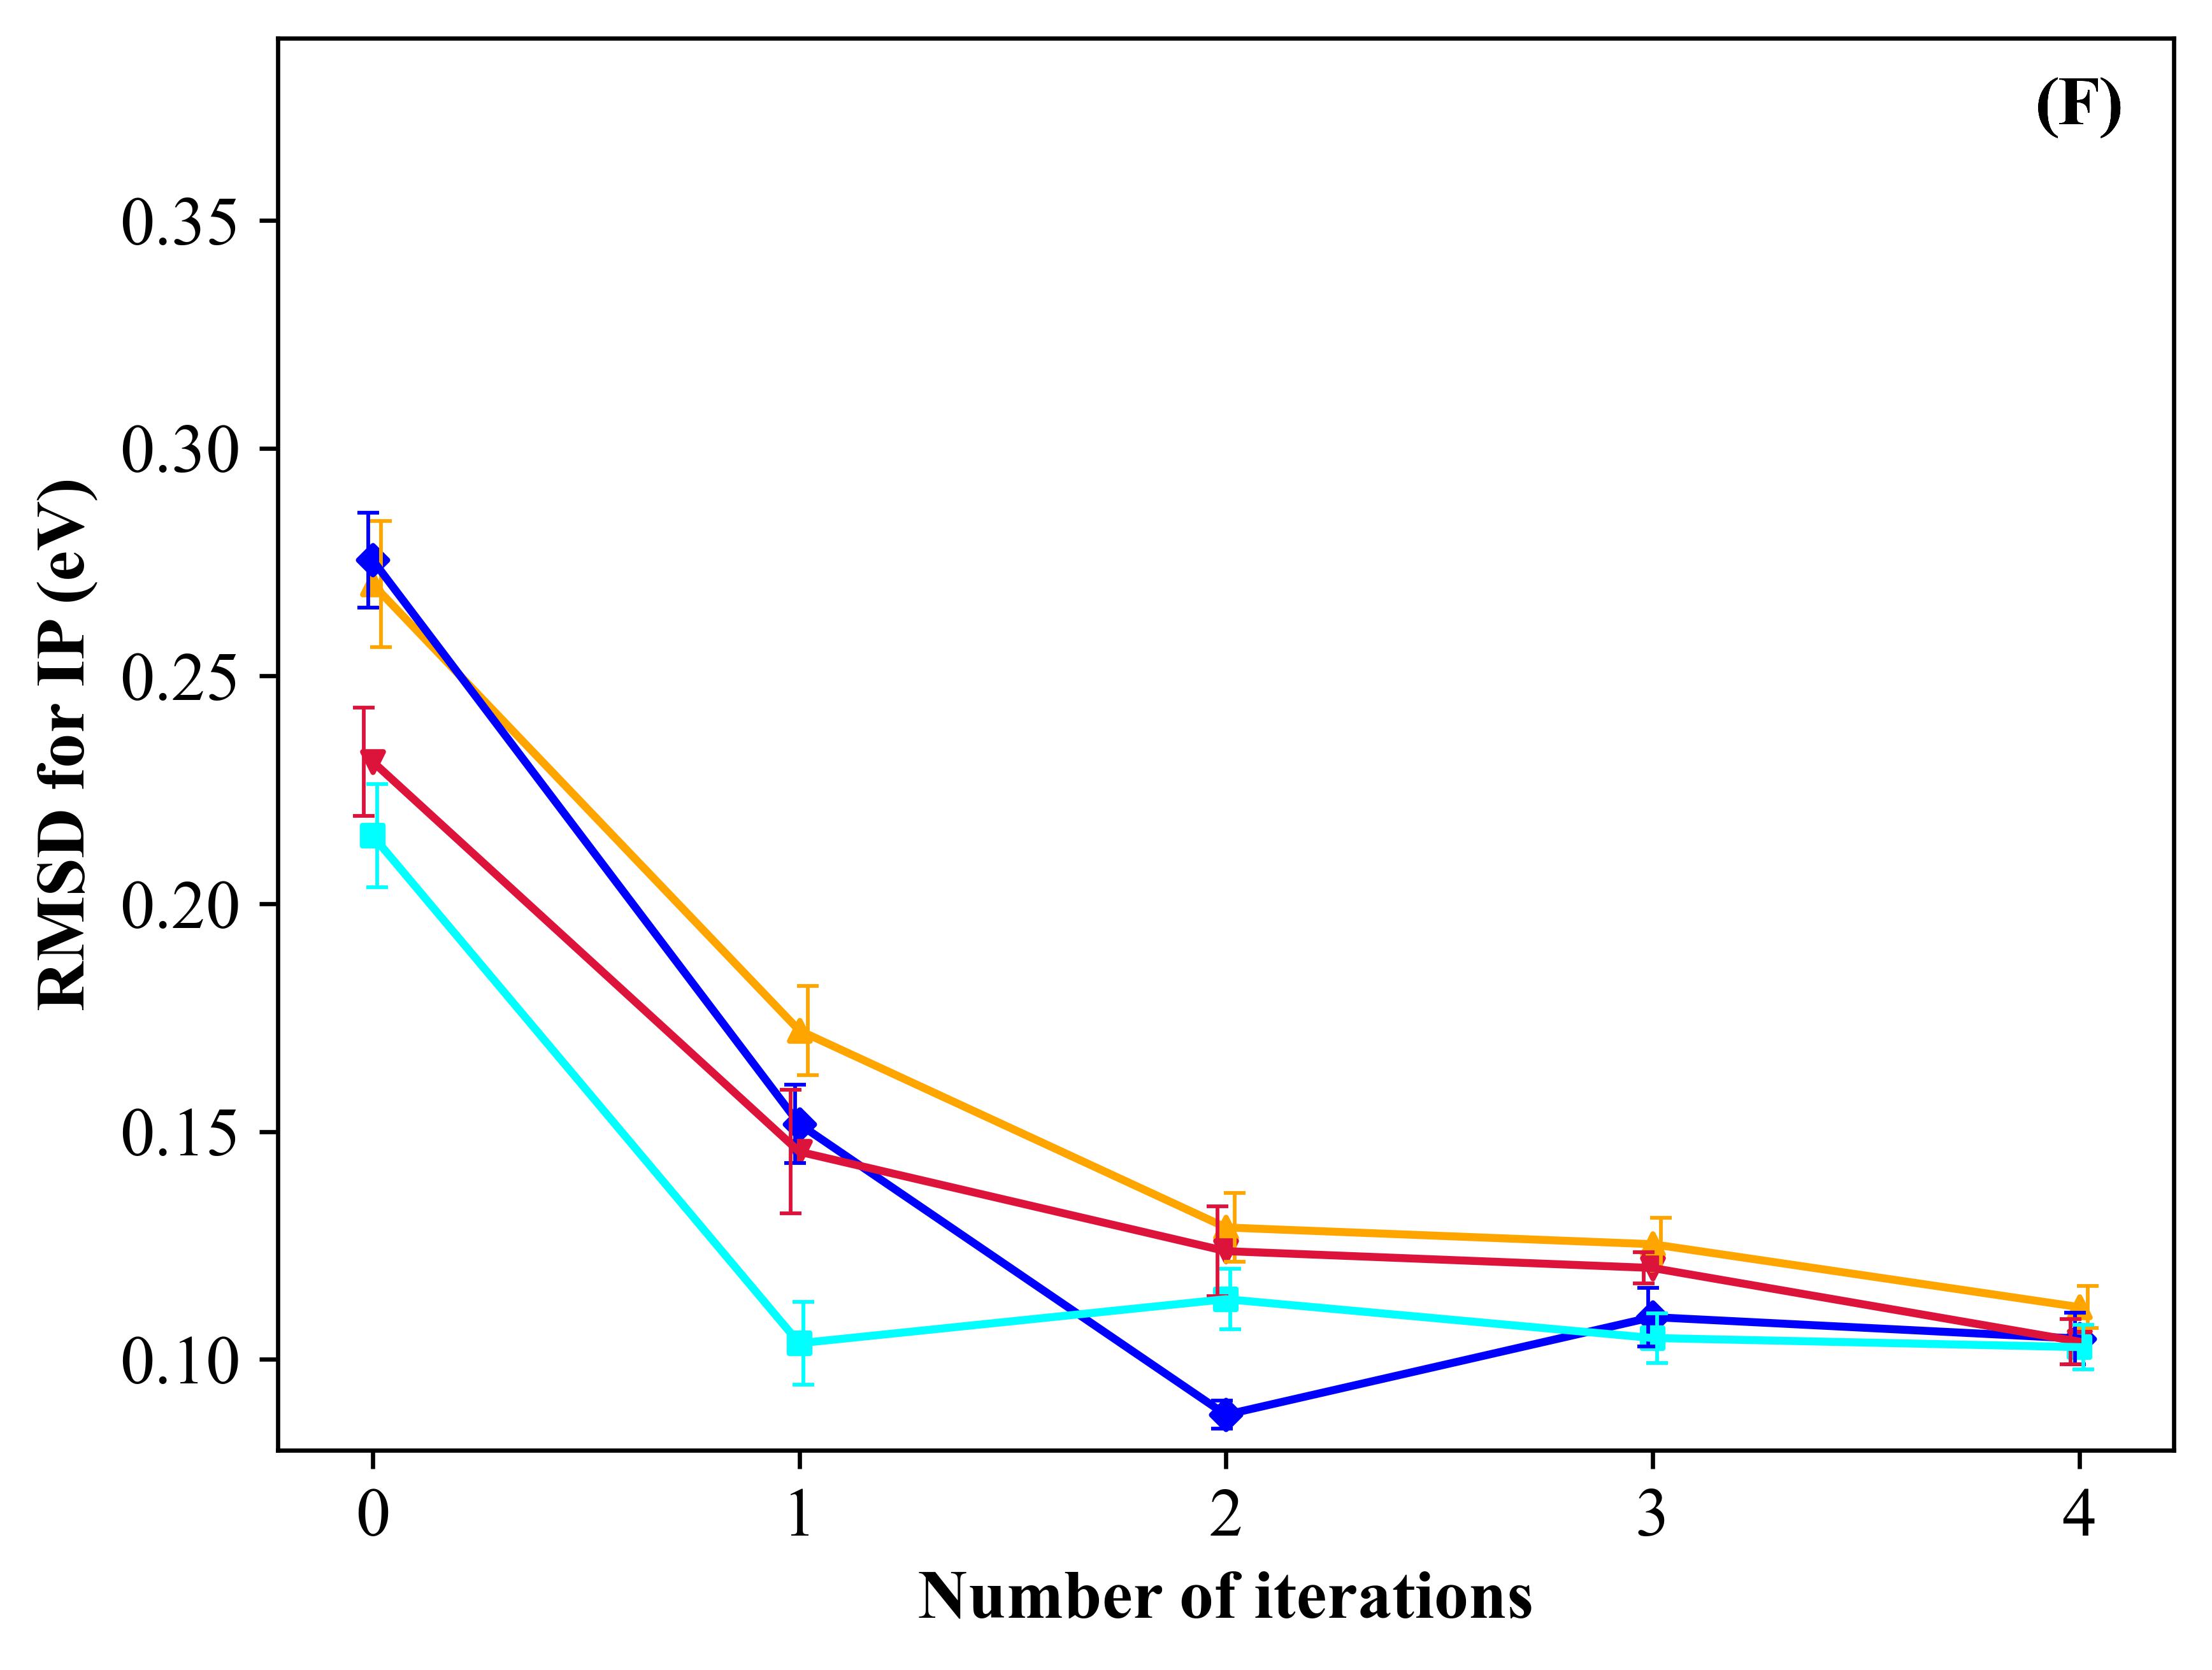 (F)
RMSD for IP (eV)
0.35
0.30
0.25
0.20
0.15
0.10
0 1 2 3 4
Number of iterations